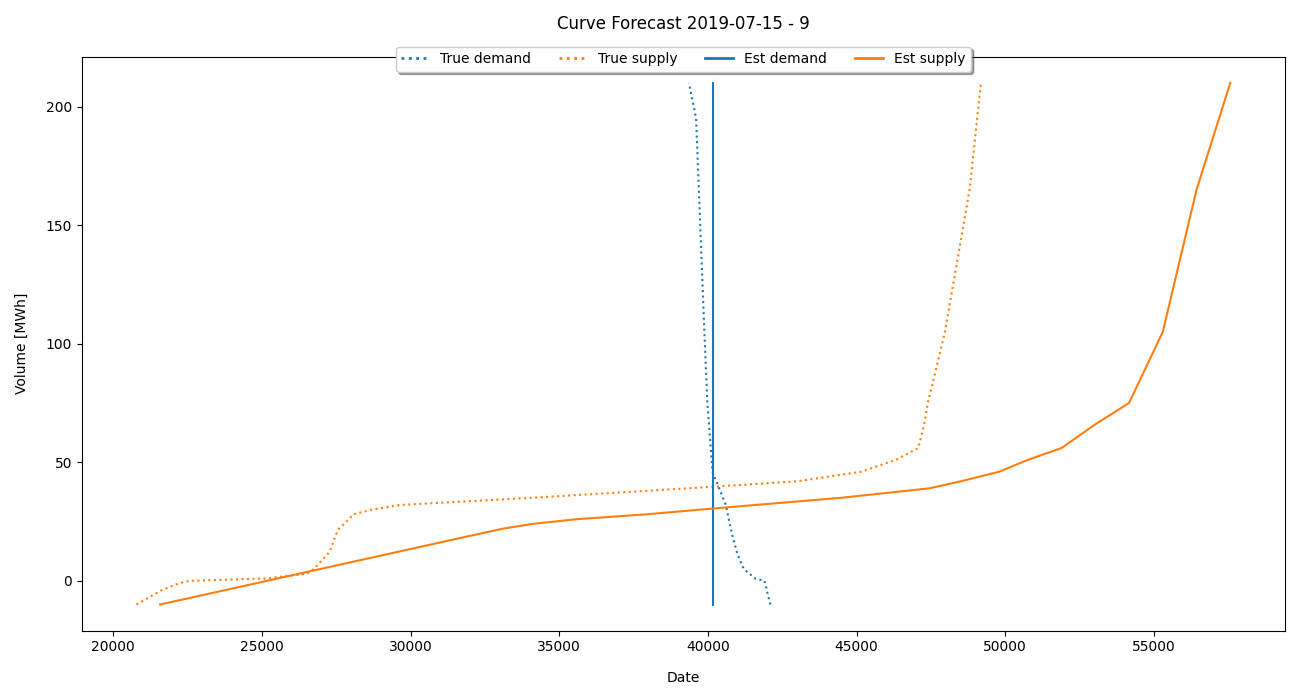 Curve Forecast 2019-07-15 - 9
True demand True supply Est demand Est supply
200
150
100
50
0
Volume [MWh]
20000 25000 30000 35000 40000 45000 50000 55000
Date